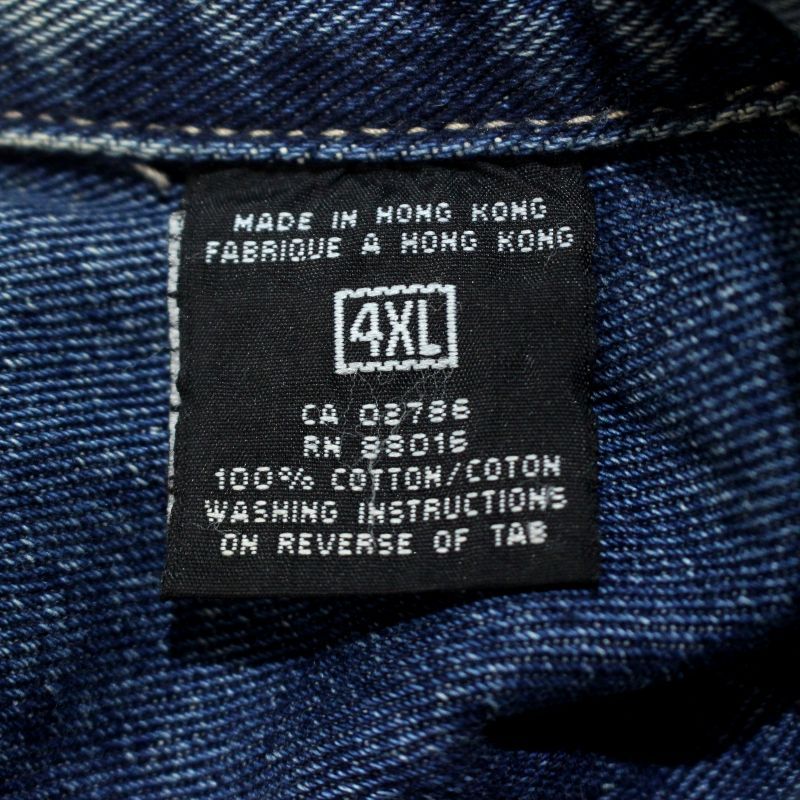 MADE IN HONG KONG
FABRIQUE A HONG KONG
4XL
CA 03786
RN 88016
100% COTTON/COTON
WASHING INSTRUCTIONS
ON REVERSE OF TAB